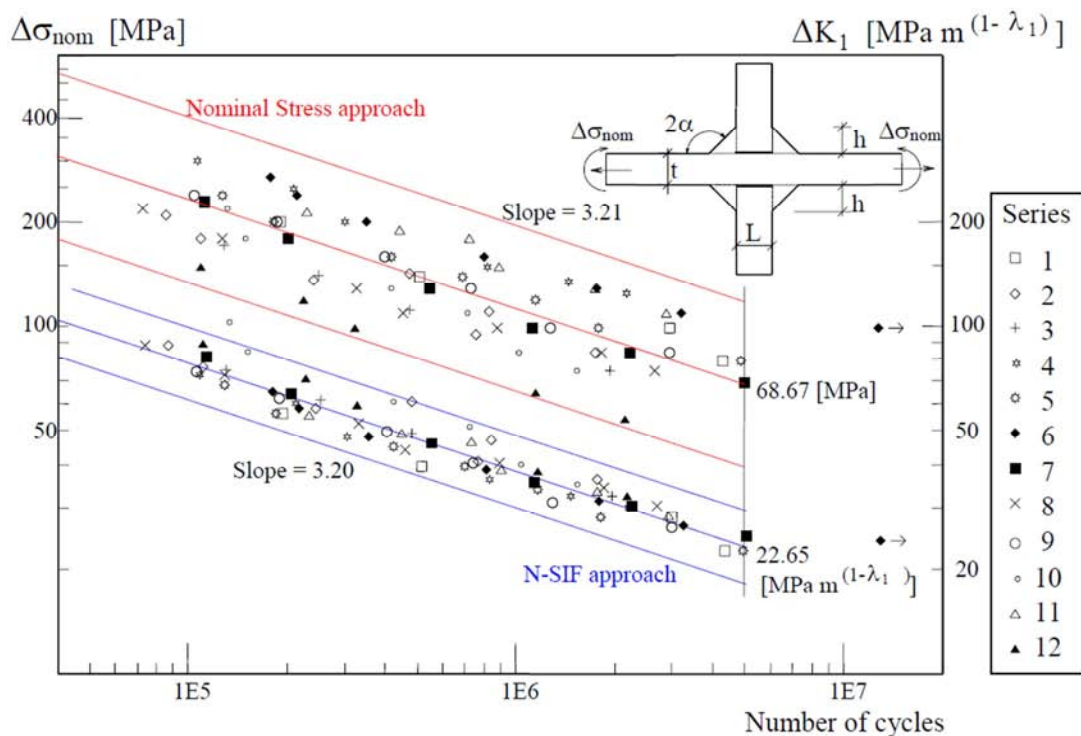 Δσnom [MPa]
ΔK1 [MPa m(1- λ1)]
400
200
100
50
Nominal Stress approach
Slope = 3.21
Slope = 3.20
N-SIF approach
68.67 [MPa]
22.65
[MPa m(1-λ1)]
2α
h
Δσnom
Δσnom
t
h
L
200
100
50
20
1E5
1E6
1E7
Number of cycles
Series
1
2
3
4
5
6
7
8
9
10
11
12